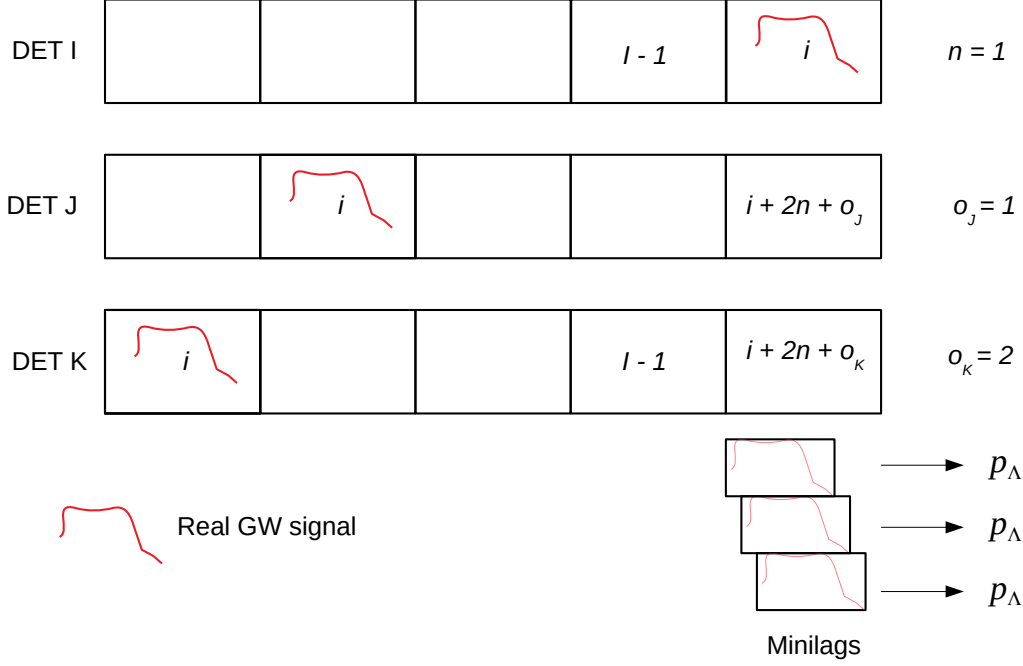 DET I I - 1 i n = 1
DET J i i + 2n + o_J o_J = 1
DET K i I - 1 i + 2n + o_K o_K = 2
p_Λ
Real GW signal p_Λ
p_Λ
Minilags